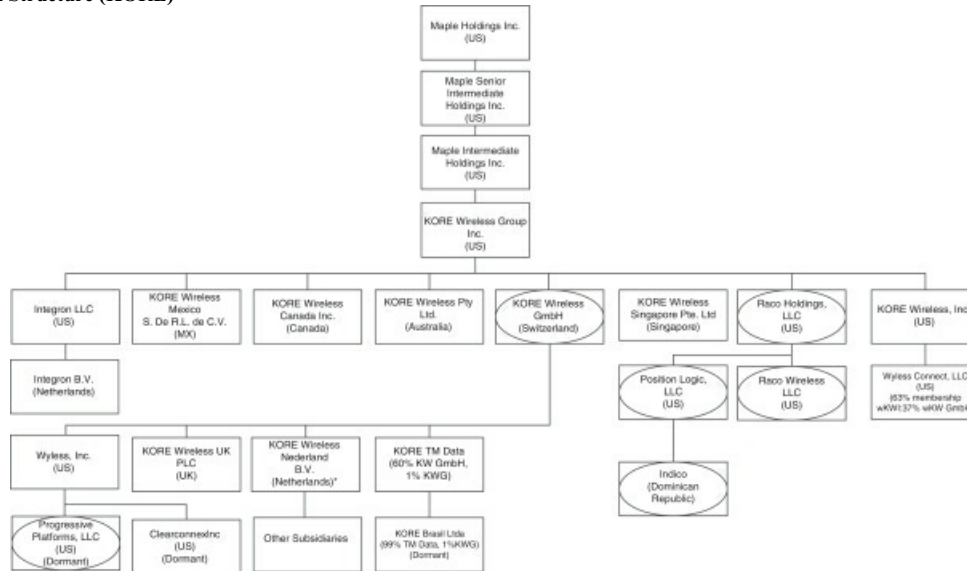 Structure (KORE)
Maple Holdings Inc.
(US)
Maple Senior
Intermediate
Holdings Inc.
(US)
Maple Intermediate
Holdings Inc.
(US)
KORE Wireless Group
Inc.
(US)
Integron LLC
(US)
KORE Wireless
Mexico
S. De R.L. de C.V.
(MX)
KORE Wireless
Canada Inc.
(Canada)
KORE Wireless Pty
Ltd.
(Australia)
KORE Wireless
GmbH
(Switzerland)
KORE Wireless
Singapore Pte. Ltd
(Singapore)
Raco Holdings,
LLC
(US)
KORE Wireless, Inc
(US)
Integron B.V.
(Netherlands)
Position Logic,
LLC
(US)
Raco Wireless
LLC
(US)
Wyless Connect, LLC
(US)
(63% membership
wKWI:37% wKW GmbH
Wyless, Inc.
(US)
KORE Wireless UK
PLC
(UK)
KORE Wireless
Nederland
B.V.
(Netherlands)*
KORE TM Data
(60% KW GmbH,
1% KWG)
Indico
(Dominican
Republic)
Progressive
Platforms, LLC
(US)
(Dormant)
ClearconnexInc
(US)
(Dormant)
Other Subsidiaries
KORE Brasil Ltda
(99% TM Data, 1%KWG)
(Dormant)